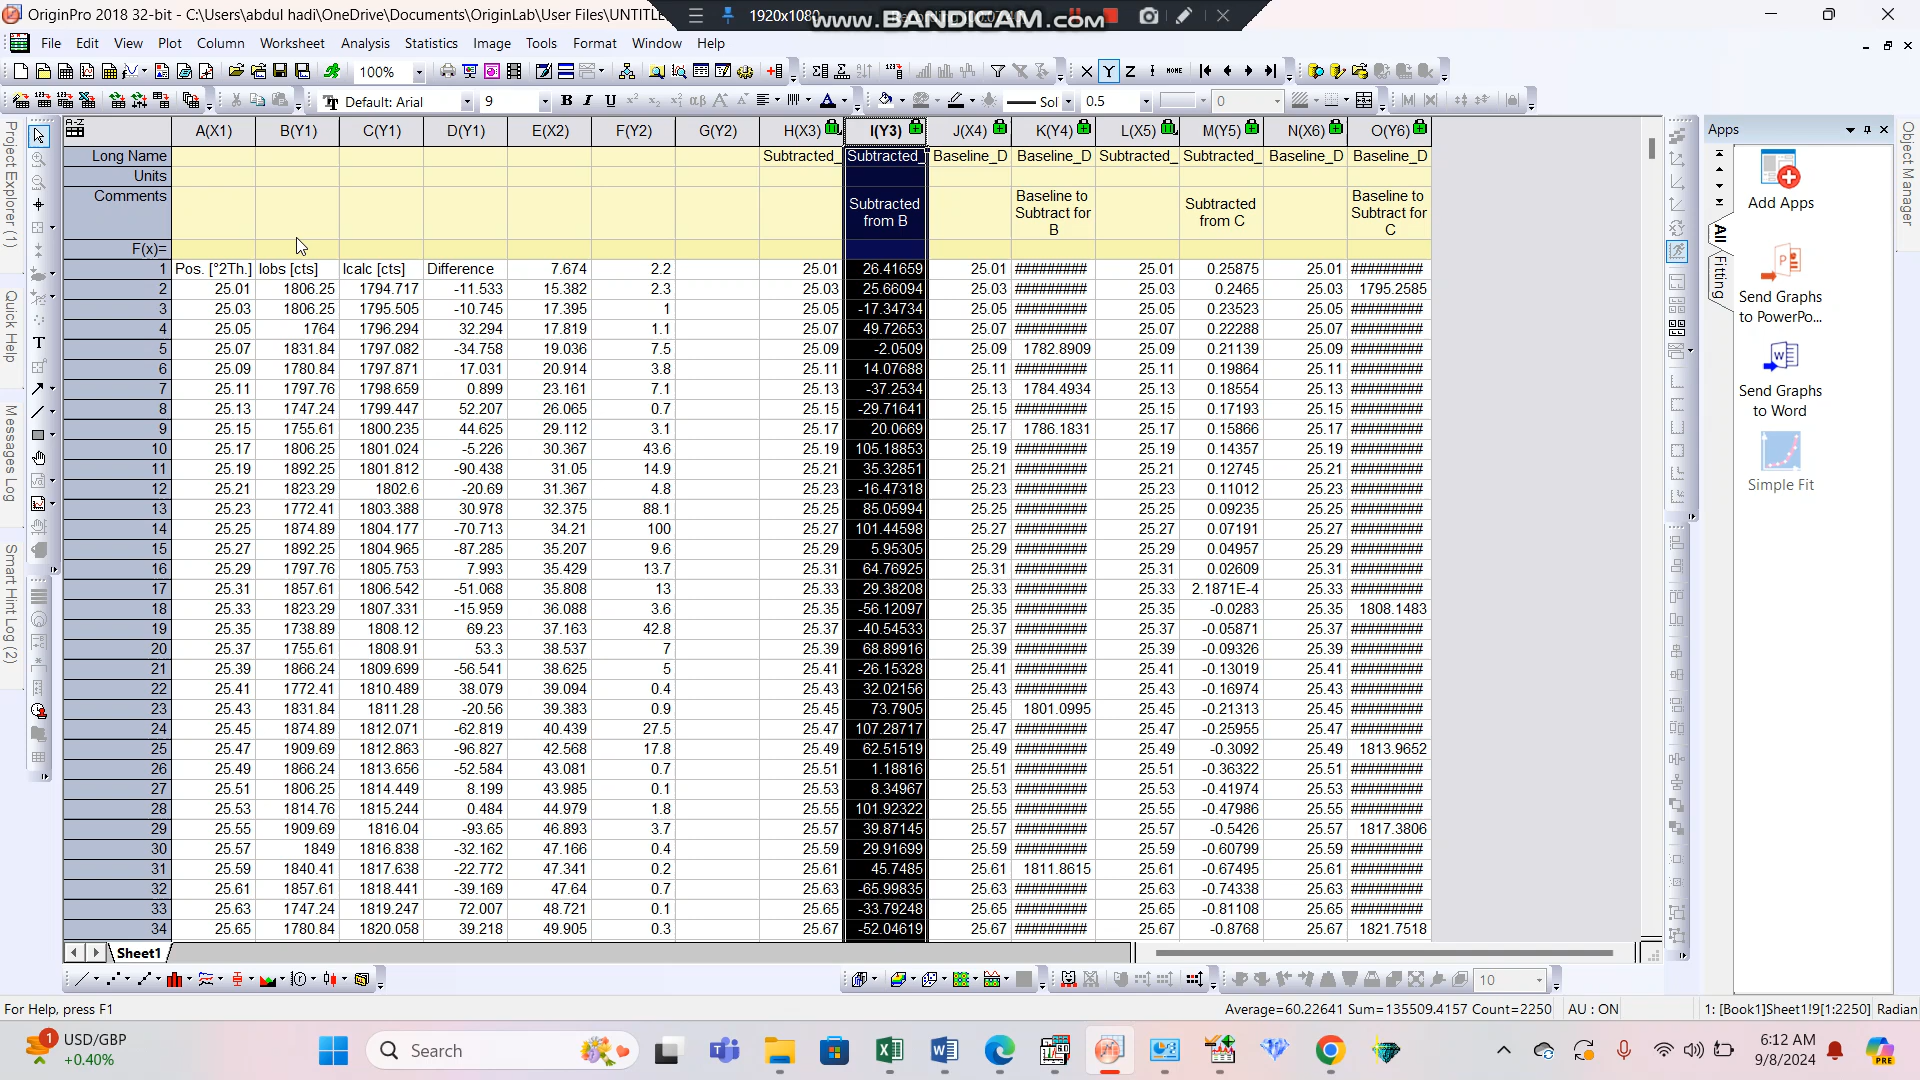 OriginPro 2018 32-bit - C:\Users\abdul hadi\OneDrive\Documents\OriginLab\User Files\UNTITLE
1920x1080
www.BANDICAM.com
File Edit View Plot Column Worksheet Analysis Statistics Image Tools Format Window Help
100%
Default: Arial 9 B I U Sol 0.5 0
A(X1) B(Y1) C(Y1) D(Y1) E(X2) F(Y2) G(Y2) H(X3) I(Y3) J(X4) K(Y4) L(X5) M(Y5) N(X6) O(Y6)
Long Name Subtracted_ Subtracted_ Baseline_D Baseline_D Subtracted_ Subtracted_ Baseline_D Baseline_D
Units
Comments Subtracted from B Baseline to Subtract for B Subtracted from C Baseline to Subtract for C
F(x)=
1 Pos. [°2Th.] Iobs [cts] Icalc [cts] Difference 7.674 2.2 25.01 26.41659 25.01 ######### 25.01 0.25875 25.01 #########
2 25.01 1806.25 1794.717 -11.533 15.382 2.3 25.03 25.66094 25.03 ######### 25.03 0.2465 25.03 1795.2585
3 25.03 1806.25 1795.505 -10.745 17.395 1 25.05 -17.34734 25.05 ######### 25.05 0.23523 25.05 #########
4 25.05 1764 1796.294 32.294 17.819 1.1 25.07 49.72653 25.07 ######### 25.07 0.22288 25.07 #########
5 25.07 1831.84 1797.082 -34.758 19.036 7.5 25.09 -2.0509 25.09 1782.8909 25.09 0.21139 25.09 #########
6 25.09 1780.84 1797.871 17.031 20.914 3.8 25.11 14.07688 25.11 ######### 25.11 0.19864 25.11 #########
7 25.11 1797.76 1798.659 0.899 23.161 7.1 25.13 -37.2534 25.13 1784.4934 25.13 0.18554 25.13 #########
8 25.13 1747.24 1799.447 52.207 26.065 0.7 25.15 -29.71641 25.15 ######### 25.15 0.17193 25.15 #########
9 25.15 1755.61 1800.235 44.625 29.112 3.1 25.17 20.0669 25.17 1786.1831 25.17 0.15866 25.17 #########
10 25.17 1806.25 1801.024 -5.226 30.367 43.6 25.19 105.18853 25.19 ######### 25.19 0.14357 25.19 #########
11 25.19 1892.25 1801.812 -90.438 31.05 14.9 25.21 35.32851 25.21 ######### 25.21 0.12745 25.21 #########
12 25.21 1823.29 1802.6 -20.69 31.367 4.8 25.23 -16.47318 25.23 ######### 25.23 0.11012 25.23 #########
13 25.23 1772.41 1803.388 30.978 32.375 88.1 25.25 85.05994 25.25 ######### 25.25 0.09235 25.25 #########
14 25.25 1874.89 1804.177 -70.713 34.21 100 25.27 101.44598 25.27 ######### 25.27 0.07191 25.27 #########
15 25.27 1892.25 1804.965 -87.285 35.207 9.6 25.29 5.95305 25.29 ######### 25.29 0.04957 25.29 #########
16 25.29 1797.76 1805.753 7.993 35.429 13.7 25.31 64.76925 25.31 ######### 25.31 0.02609 25.31 #########
17 25.31 1857.61 1806.542 -51.068 35.808 13 25.33 29.38208 25.33 ######### 25.33 2.1871E-4 25.33 #########
18 25.33 1823.29 1807.331 -15.959 36.088 3.6 25.35 -56.12097 25.35 ######### 25.35 -0.0283 25.35 1808.1483
19 25.35 1738.89 1808.12 69.23 37.163 42.8 25.37 -40.54533 25.37 ######### 25.37 -0.05871 25.37 #########
20 25.37 1755.61 1808.91 53.3 38.537 7 25.39 68.89916 25.39 ######### 25.39 -0.09326 25.39 #########
21 25.39 1866.24 1809.699 -56.541 38.625 5 25.41 -26.15328 25.41 ######### 25.41 -0.13019 25.41 #########
22 25.41 1772.41 1810.489 38.079 39.094 0.4 25.43 32.02156 25.43 ######### 25.43 -0.16974 25.43 #########
23 25.43 1831.84 1811.28 -20.56 39.383 0.9 25.45 73.7905 25.45 1801.0995 25.45 -0.21313 25.45 #########
24 25.45 1874.89 1812.071 -62.819 40.439 27.5 25.47 107.28717 25.47 ######### 25.47 -0.25955 25.47 #########
25 25.47 1909.69 1812.863 -96.827 42.568 17.8 25.49 62.51519 25.49 ######### 25.49 -0.3092 25.49 1813.9652
26 25.49 1866.24 1813.656 -52.584 43.081 0.7 25.51 1.18816 25.51 ######### 25.51 -0.36322 25.51 #########
27 25.51 1806.25 1814.449 8.199 43.985 0.1 25.53 8.34967 25.53 ######### 25.53 -0.41974 25.53 #########
28 25.53 1814.76 1815.244 0.484 44.979 1.8 25.55 101.92322 25.55 ######### 25.55 -0.47986 25.55 #########
29 25.55 1909.69 1816.04 -93.65 46.893 3.7 25.57 39.87145 25.57 ######### 25.57 -0.5426 25.57 1817.3806
30 25.57 1849 1816.838 -32.162 47.166 0.4 25.59 29.91699 25.59 ######### 25.59 -0.60799 25.59 #########
31 25.59 1840.41 1817.638 -22.772 47.341 0.2 25.61 45.7485 25.61 1811.8615 25.61 -0.67495 25.61 #########
32 25.61 1857.61 1818.441 -39.169 47.64 0.7 25.63 -65.99835 25.63 ######### 25.63 -0.74338 25.63 #########
33 25.63 1747.24 1819.247 72.007 48.721 0.1 25.65 -33.79248 25.65 ######### 25.65 -0.81108 25.65 #########
34 25.65 1780.84 1820.058 39.218 49.905 0.3 25.67 -52.04619 25.67 ######### 25.67 -0.8768 25.67 1821.7518
Sheet1
Project Explorer (1)
Quick Help
Messages Log
Smart Hint Log (2)
Apps
All
Fitting
Add Apps
Send Graphs
to PowerPo...
Send Graphs
to Word
Simple Fit
Object Manager
10
For Help, press F1
Average=60.22641 Sum=135509.4157 Count=2250 AU : ON 1: [Book1]Sheet1!9[1:2250] Radian
USD/GBP
+0.40%
Search
6:12 AM
9/8/2024